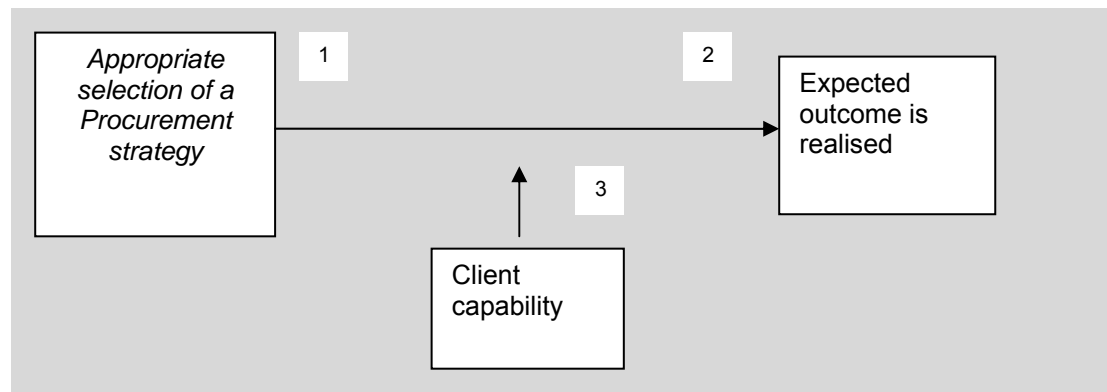 Appropriate
selection of a
Procurement
strategy
1
2
Expected
outcome is
realised
3
Client
capability